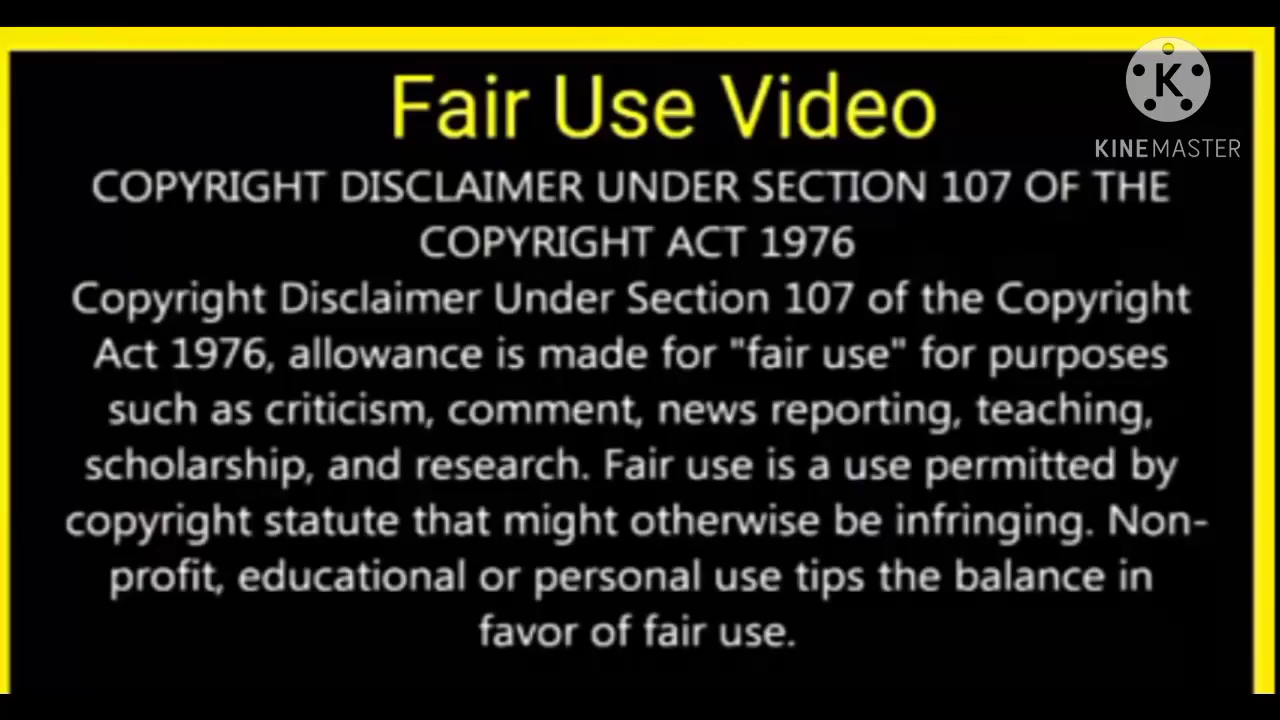 Fair Use Video
K
KINEMASTER
COPYRIGHT DISCLAIMER UNDER SECTION 107 OF THE
COPYRIGHT ACT 1976
Copyright Disclaimer Under Section 107 of the Copyright
Act 1976, allowance is made for "fair use" for purposes
such as criticism, comment, news reporting, teaching,
scholarship, and research. Fair use is a use permitted by
copyright statute that might otherwise be infringing. Non-
profit, educational or personal use tips the balance in
favor of fair use.